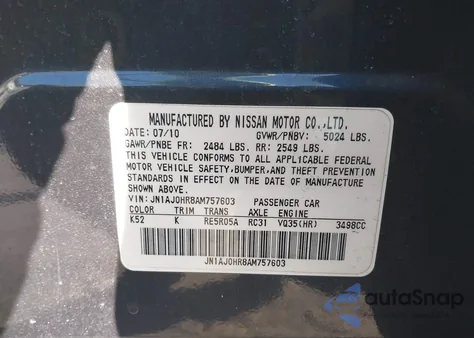 MANUFACTURED BY NISSAN MOTOR CO.,LTD.
DATE: 07/10 GVWR/PNBV: 5024 LBS.
GAWR/PNBE FR: 2484 LBS. RR: 2549 LBS.
THIS VEHICLE CONFORMS TO ALL APPLICABLE FEDERAL
MOTOR VEHICLE SAFETY,BUMPER,AND THEFT PREVENTION
STANDARDS IN EFFECT ON THE DATE OF MANUFACTURE
SHOWN ABOVE.
VIN: JN1AJ0HR8AM757603 PASSENGER CAR
COLOR TRIM TRANS AXLE ENGINE
K52 K RE5R05A RC31 VQ35(HR) 3498CC
JN1AJ0HR8AM757603
autoSnap